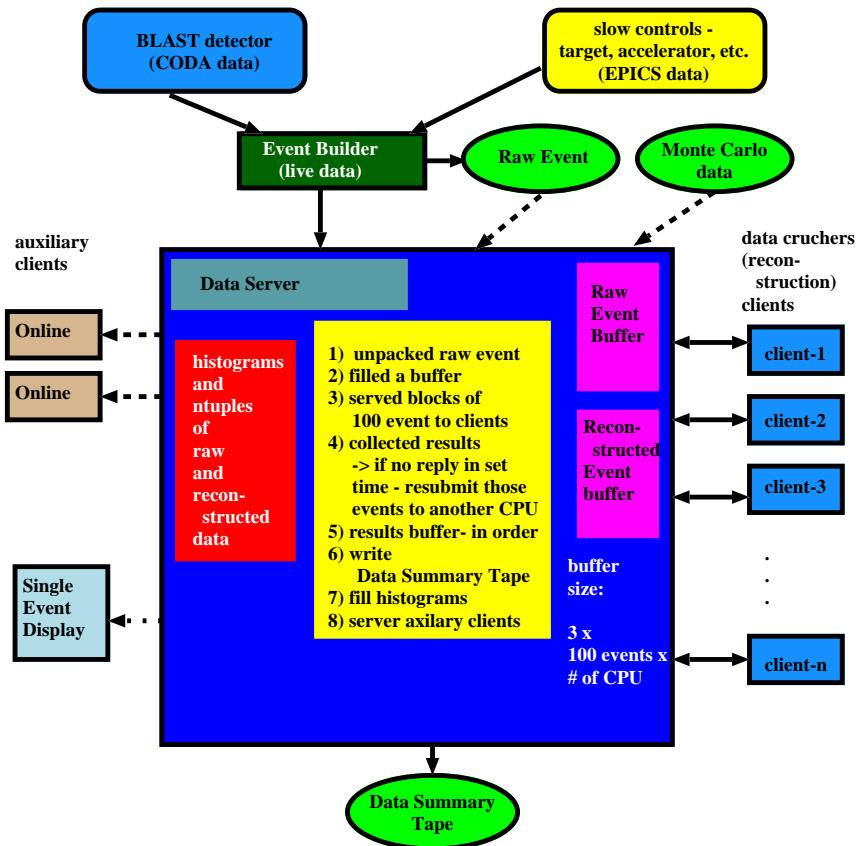 BLAST detector
(CODA data)
slow controls -
target, accelerator, etc.
(EPICS data)
Event Builder
(live data)
Raw Event
Monte Carlo
data
auxiliary
clients
data cruchers
(recon-
struction)
clients
Data Server
Raw
Event
Buffer
Online
Online
histograms
and
ntuples
of
raw
and
recon-
structed
data
1) unpacked raw event
2) filled a buffer
3) served blocks of
100 event to clients
4) collected results
-> if no reply in set
time - resubmit those
events to another CPU
5) results buffer- in order
6) write
Data Summary Tape
7) fill histograms
8) server axilary clients
Recon-
structed
Event
buffer
client-1
client-2
client-3
.
.
.
client-n
buffer
size:
3 x
100 events x
# of CPU
Single
Event
Display
Data Summary
Tape